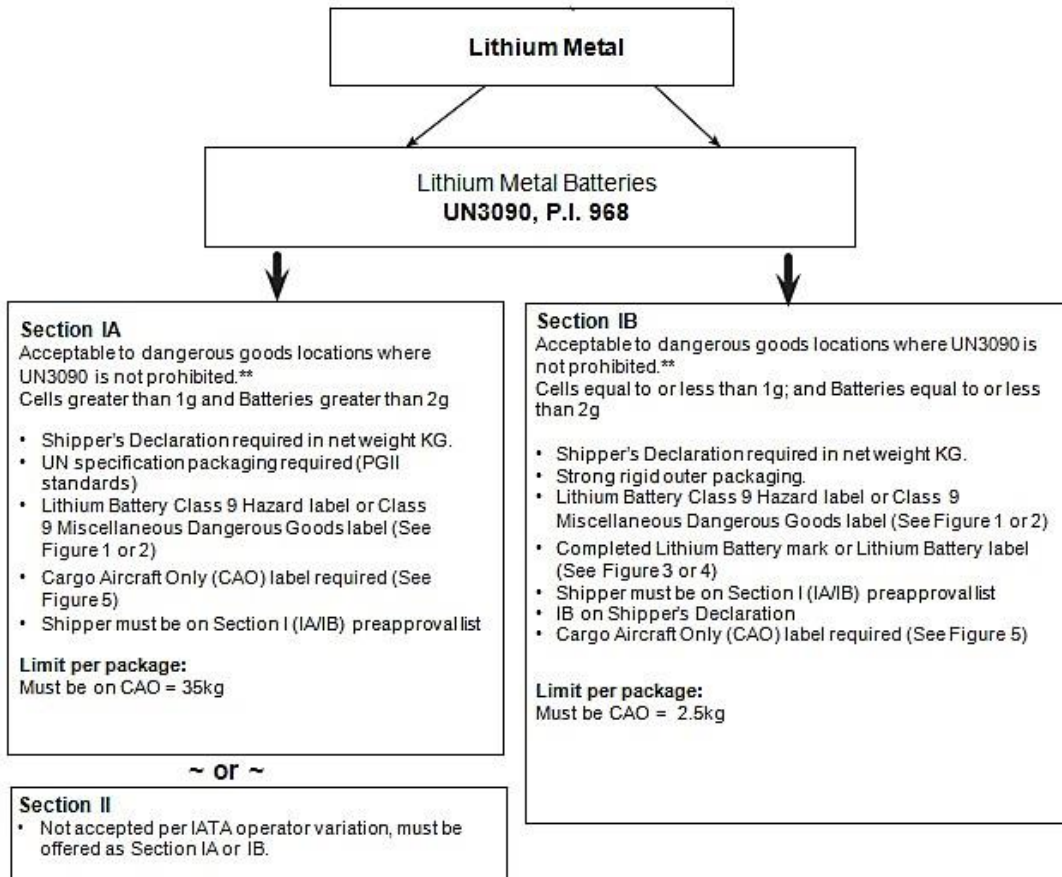 Lithium Metal
Lithium Metal Batteries
UN3090, P.I. 968
Section IA
Acceptable to dangerous goods locations where
UN3090 is not prohibited.**
Cells greater than 1g and Batteries greater than 2g
• Shipper's Declaration required in net weight KG.
• UN specification packaging required (PGII
standards)
• Lithium Battery Class 9 Hazard label or Class
9 Miscellaneous Dangerous Goods label (See
Figure 1 or 2)
• Cargo Aircraft Only (CAO) label required (See
Figure 5)
• Shipper must be on Section I (IA/IB) preapproval list
Limit per package:
Must be on CAO = 35kg
~ or ~
Section II
• Not accepted per IATA operator variation, must be
offered as Section IA or IB.
Section IB
Acceptable to dangerous goods locations where UN3090 is
not prohibited.**
Cells equal to or less than 1g; and Batteries equal to or less
than 2g
• Shipper's Declaration required in net weight KG.
• Strong rigid outer packaging.
• Lithium Battery Class 9 Hazard label or Class 9
Miscellaneous Dangerous Goods label (See Figure 1 or 2)
• Completed Lithium Battery mark or Lithium Battery label
(See Figure 3 or 4)
• Shipper must be on Section I (IA/IB) preapproval list
• IB on Shipper's Declaration
• Cargo Aircraft Only (CAO) label required (See Figure 5)
Limit per package:
Must be CAO = 2.5kg